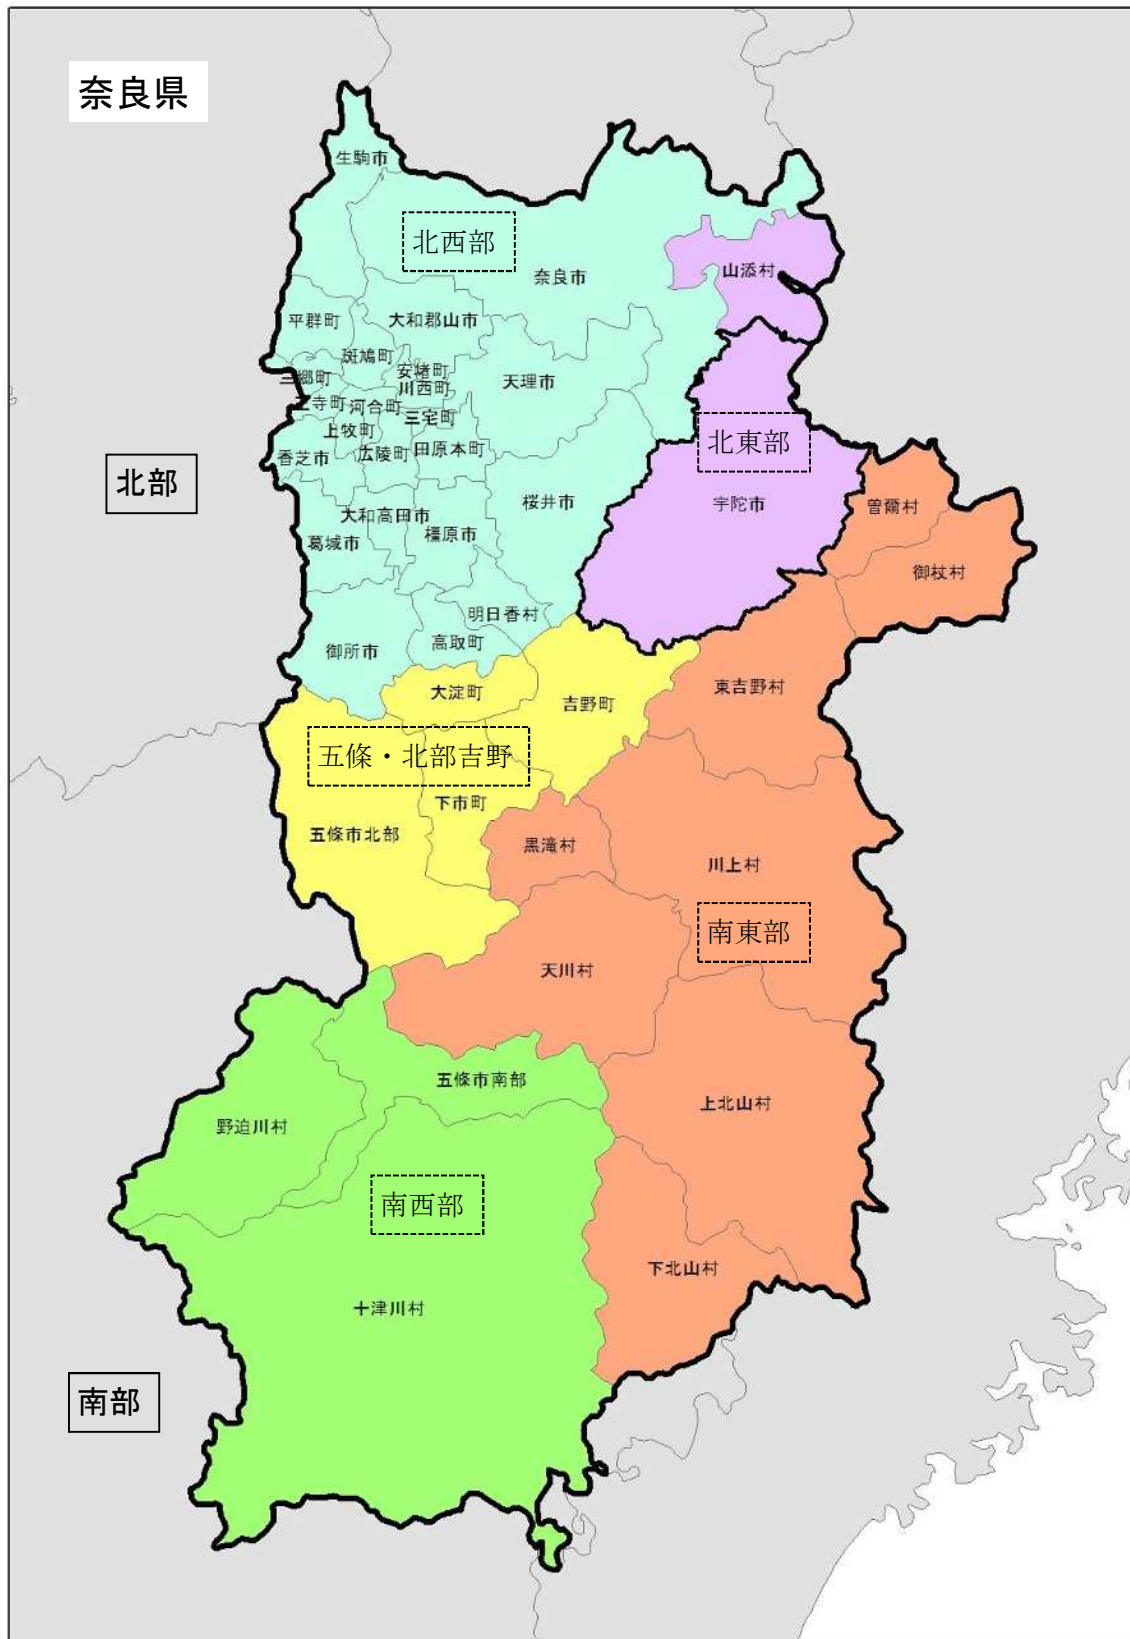 奈良県
生駒市
北西部
山添村
奈良市
平群町
大和郡山市
斑鳩町
安堵町
三郷町
川西町
天理市
王寺町
河合町
三宅町
上牧町
北東部
香芝市
広陵町
田原本町
北部
桜井市
宇陀市
曽爾村
大和高田市
橿原市
葛城市
御杖村
明日香村
高取町
御所市
東吉野村
大淀町
吉野町
五條・北部吉野
下市町
五條市北部
黒滝村
川上村
南東部
天川村
五條市南部
上北山村
野迫川村
南西部
下北山村
十津川村
南部